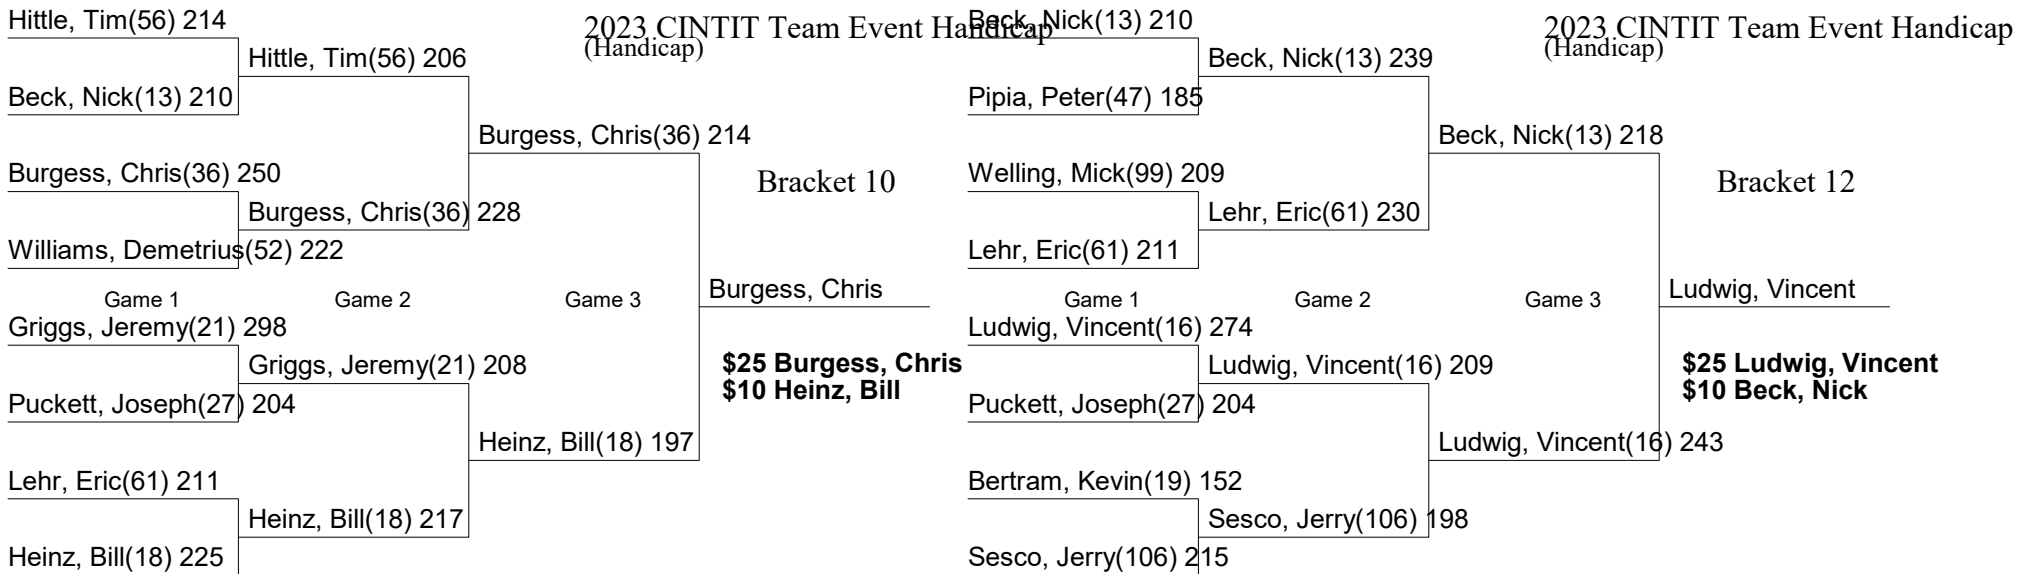 2023 CINTIT Team Event Handicap
(Handicap)
Bracket 10
Hittle, Tim(56) 214
Hittle, Tim(56) 206
Beck, Nick(13) 210
Burgess, Chris(36) 214
Burgess, Chris(36) 250
Burgess, Chris(36) 228
Williams, Demetrius(52) 222
Burgess, Chris
Game 1
Game 2
Game 3
Griggs, Jeremy(21) 298
Griggs, Jeremy(21) 208
$25 Burgess, Chris
$10 Heinz, Bill
Puckett, Joseph(27) 204
Heinz, Bill(18) 197
Lehr, Eric(61) 211
Heinz, Bill(18) 217
Heinz, Bill(18) 225
2023 CINTIT Team Event Handicap
(Handicap)
Bracket 12
Beck, Nick(13) 210
Beck, Nick(13) 239
Pipia, Peter(47) 185
Beck, Nick(13) 218
Welling, Mick(99) 209
Lehr, Eric(61) 230
Lehr, Eric(61) 211
Ludwig, Vincent
Game 1
Game 2
Game 3
Ludwig, Vincent(16) 274
Ludwig, Vincent(16) 209
$25 Ludwig, Vincent
$10 Beck, Nick
Puckett, Joseph(27) 204
Ludwig, Vincent(16) 243
Bertram, Kevin(19) 152
Sesco, Jerry(106) 198
Sesco, Jerry(106) 215